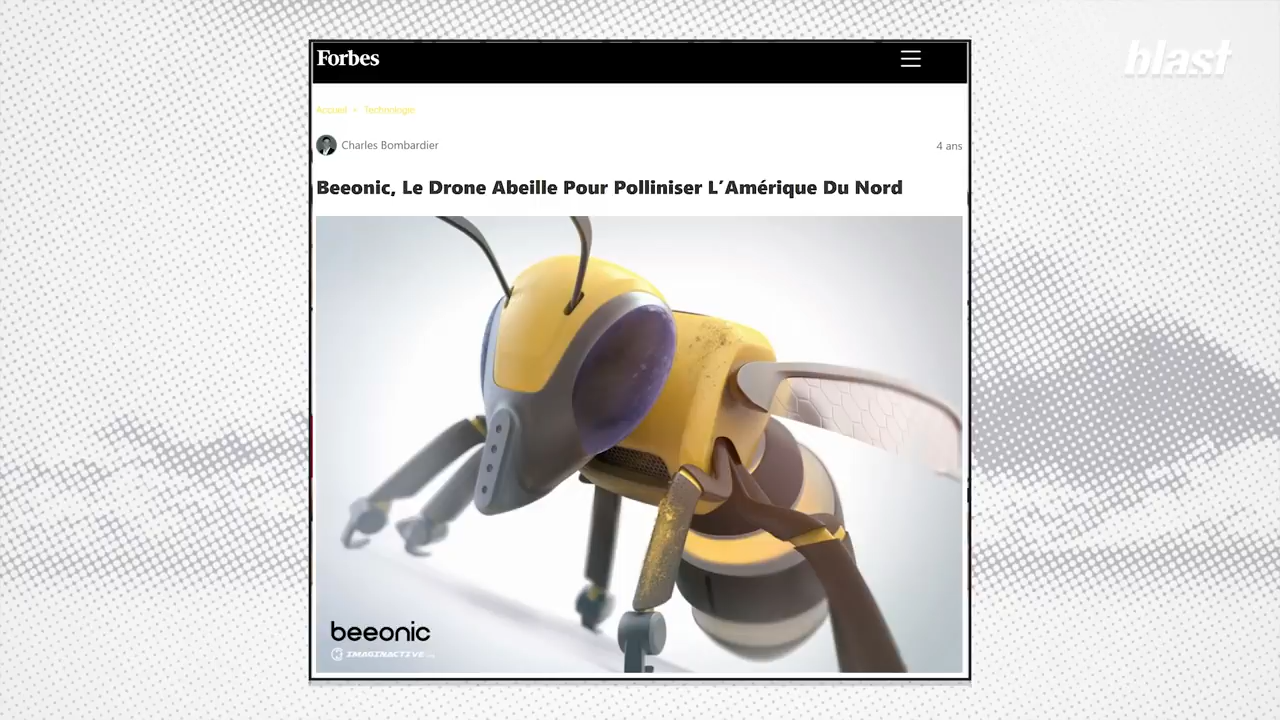 Forbes
blast
Accueil > Technologie
Charles Bombardier
4 ans
Beeonic, Le Drone Abeille Pour Polliniser L´Amérique Du Nord
beeonic
IMAGINACTIVE